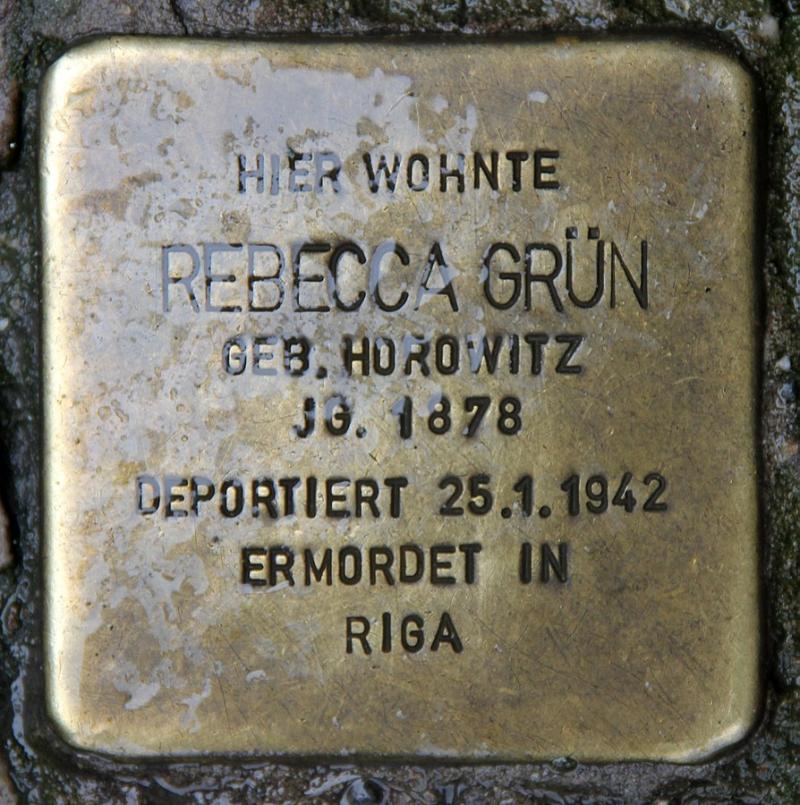 HIER WOHNTE
REBECCA GRÜN
GEB. HOROWITZ
JG. 1878
DEPORTIERT 25.1.1942
ERMORDET IN
RIGA